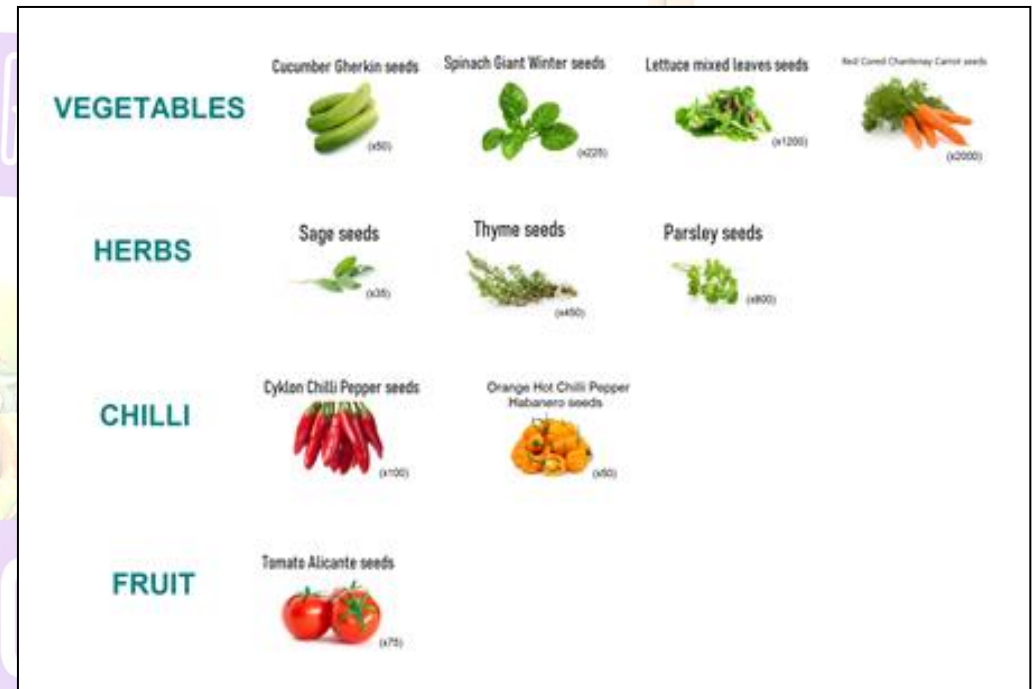 Cucumber Gherkin seeds
Spinach Giant Winter seeds
Lettuce mixed leaves seeds
Red Cored Chantenay Carrot seeds
VEGETABLES
(x50)
(x225)
(x1200)
(x2000)
HERBS
Sage seeds
Thyme seeds
Parsley seeds
(x35)
(x450)
(x800)
CHILLI
Cyklon Chilli Pepper seeds
Orange Hot Chilli Pepper
Habanero seeds
(x100)
(x50)
FRUIT
Tomato Alicante seeds
(x75)